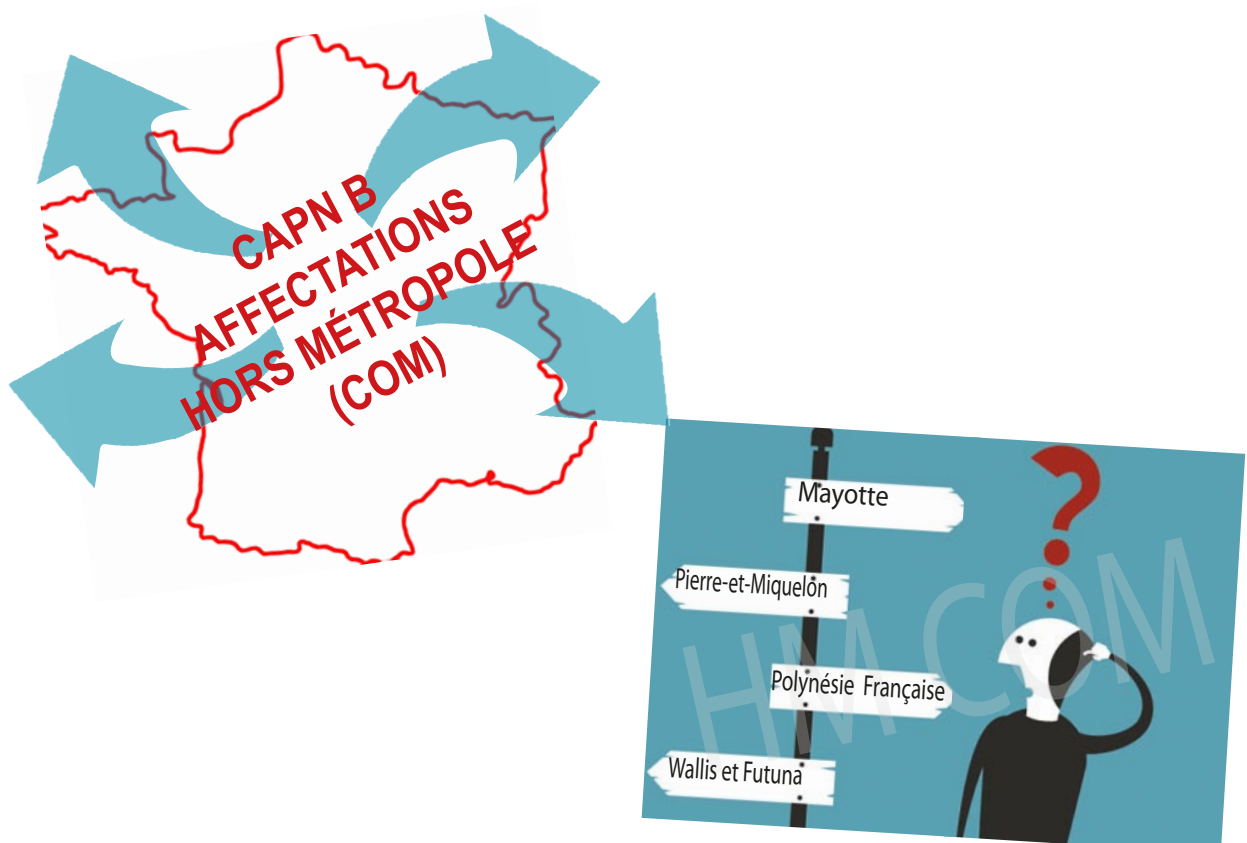 CAPN B
AFFECTATIONS
HORS MÉTROPOLE
(COM)
?
Mayotte
Pierre-et-Miquelon
Polynésie Française
Wallis et Futuna
HM COM